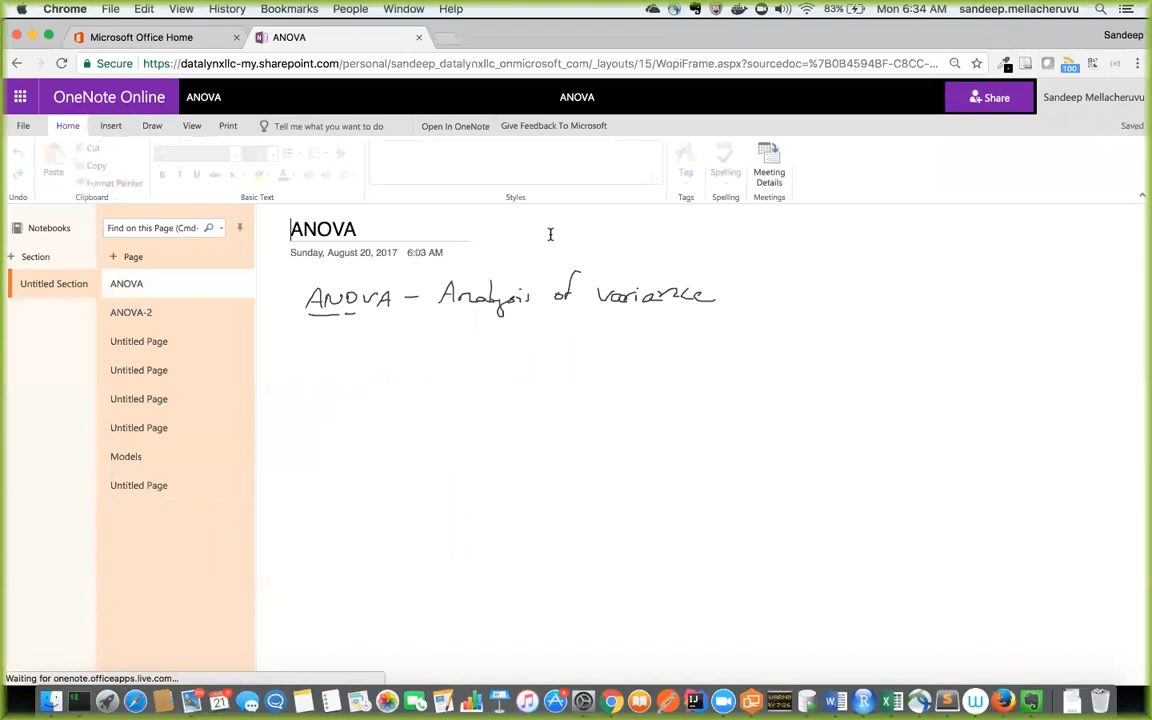 Chrome File Edit View History Bookmarks People Window Help 83% Mon 6:34 AM sandeep.mellacheruvu
Microsoft Office Home × ANOVA × Sandeep
Secure https://datalynxllc-my.sharepoint.com/personal/sandeep_datalynxllc_onmicrosoft_com/_layouts/15/WopiFrame.aspx?sourcedoc=%7B0B4594BF-C8CC-... 100
OneNote Online ANOVA ANOVA Share Sandeep Mellacheruvu
File Home Insert Draw View Print Tell me what you want to do Open In OneNote Give Feedback To Microsoft Saved
Cut
Paste Copy Tag Spelling Meeting Details
Format Painter B I U
Undo Clipboard Basic Text Styles Tags Spelling Meetings
Notebooks Find on this Page (Cmd- ANOVA
+ Section + Page Sunday, August 20, 2017 6:03 AM
Untitled Section ANOVA
ANOVA - Analysis of variance
ANOVA-2
Untitled Page
Untitled Page
Untitled Page
Untitled Page
Models
Untitled Page
Waiting for onenote.officeapps.live.com...